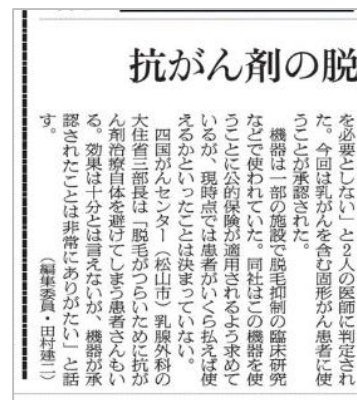 抗がん剤の脱
を必要としない」と2人の医師に判定され
た。今回は乳がんを含む固形がん患者に使
うことが承認された。
機器は一部の施設で脱毛抑制の臨床研究
などで使われていた。同社はこの機器を使
うことに公的保険が適用されるよう求めて
いるが、現時点では患者がいくら払えば使
えるかといったことは決まっていない。
四国がんセンター(松山市)乳腺外科の
大住省三部長は「脱毛がつらいために抗が
ん剤治療自体を避けてしまう患者さんもい
る。効果は十分とは言えないが、機器が承
認されたことは非常にありがたい」と話
す。
(編集委員・田村建二)